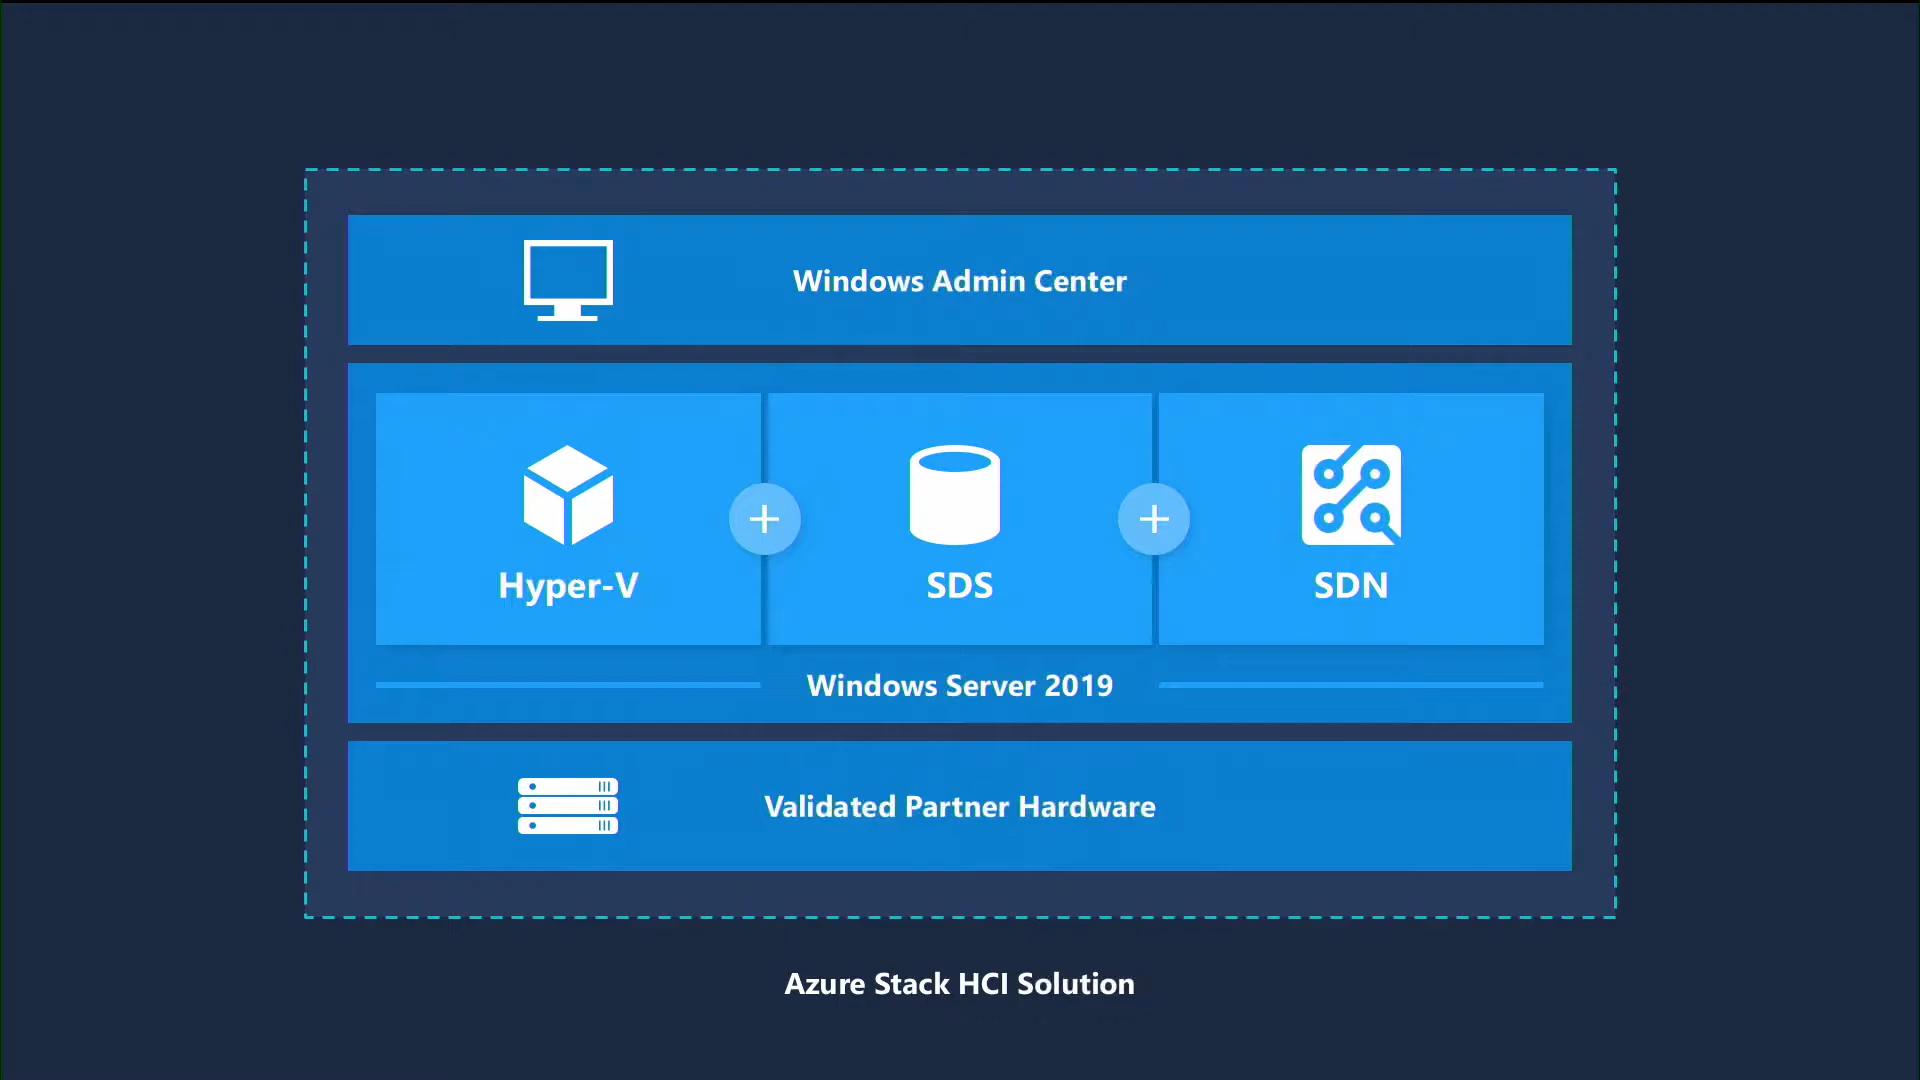 Windows Admin Center
Hyper-V
+
SDS
+
SDN
Windows Server 2019
Validated Partner Hardware
Azure Stack HCI Solution